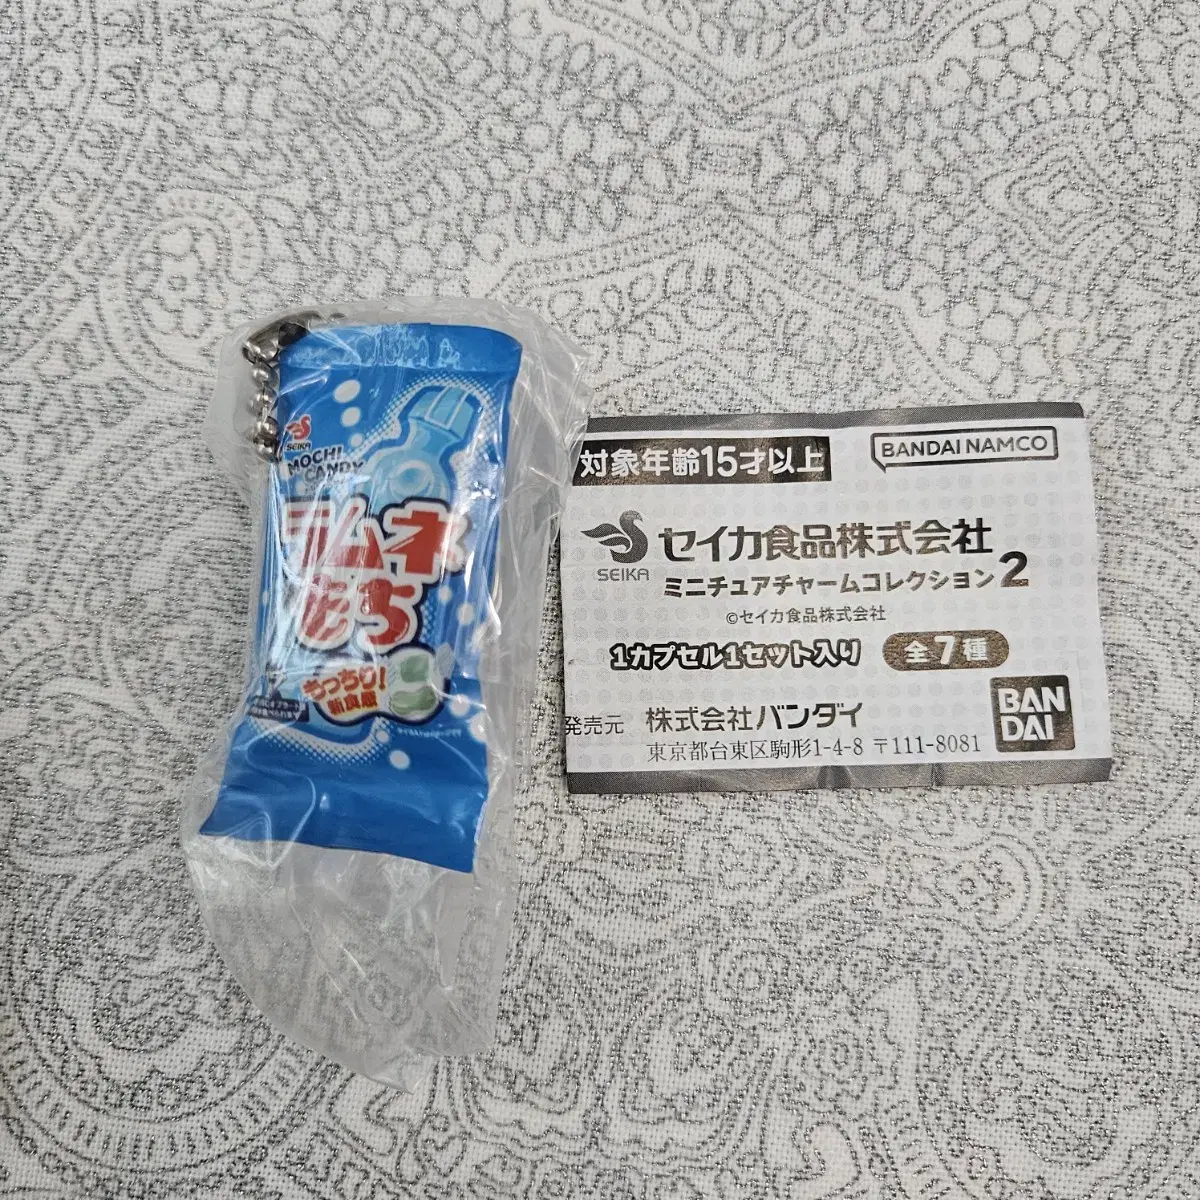 SEIKA
MOCHI
CANDY
ラムネ
もち
もっちり!
新食感
対象年齢15才以上
BANDAI NAMCO
SEIKA
セイカ食品株式会社
ミニチュアチャームコレクション2
©セイカ食品株式会社
1カプセル1セット入り
全7種
発売元 株式会社バンダイ
東京都台東区駒形1-4-8 〒111-8081
BAN
DAI